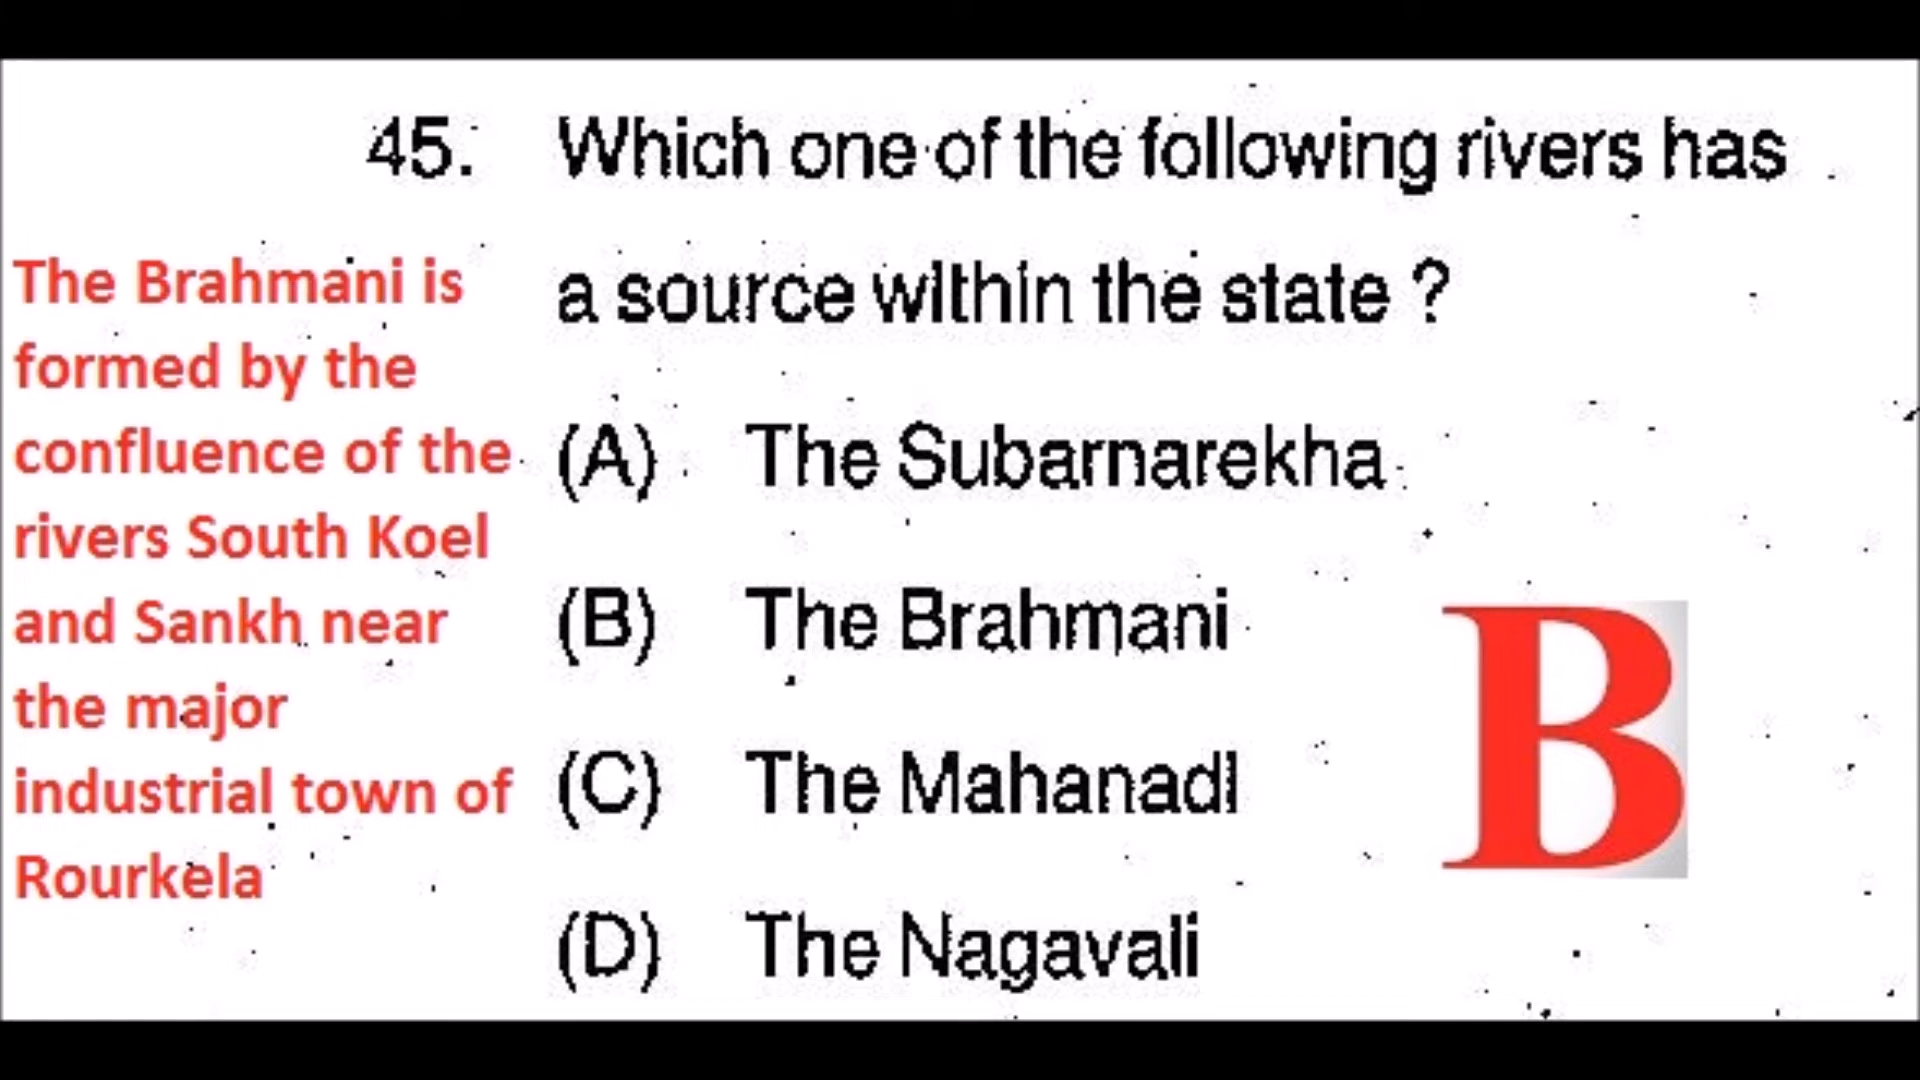 45. Which one of the following rivers has
a source within the state ?
The Brahmani is
formed by the
confluence of the
rivers South Koel
and Sankh near
the major
industrial town of
Rourkela
(A) The Subarnarekha
(B) The Brahmani
(C) The Mahanadi
(D) The Nagavali
B